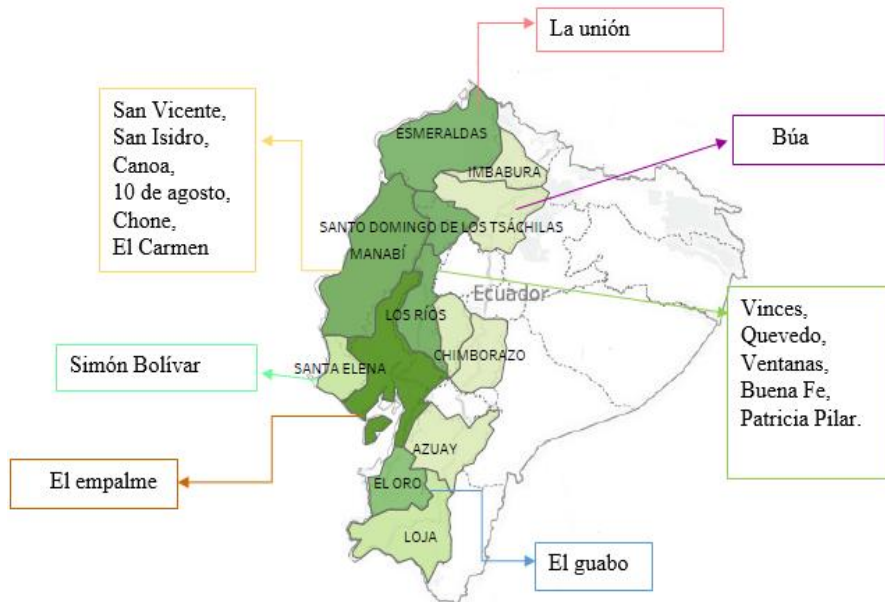 La unión
San Vicente,
San Isidro,
Canoa,
10 de agosto,
Chone,
El Carmen
ESMERALDAS
Búa
IMBABURA
SANTO DOMINGO DE LOS TSÁCHILAS
MANABÍ
Ecuador
LOS RÍOS
Vinces,
Quevedo,
Ventanas,
Buena Fe,
Patricia Pilar.
Simón Bolívar
SANTA ELENA
CHIMBORAZO
AZUAY
El empalme
EL ORO
LOJA
El guabo